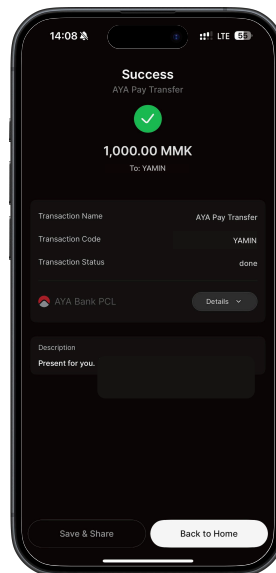 14:08
LTE 55
Success
AYA Pay Transfer
1,000.00 MMK
To: YAMIN
Transaction Name AYA Pay Transfer
Transaction Code YAMIN
Transaction Status done
AYA Bank PCL Details
Description
Present for you.
Save & Share Back to Home